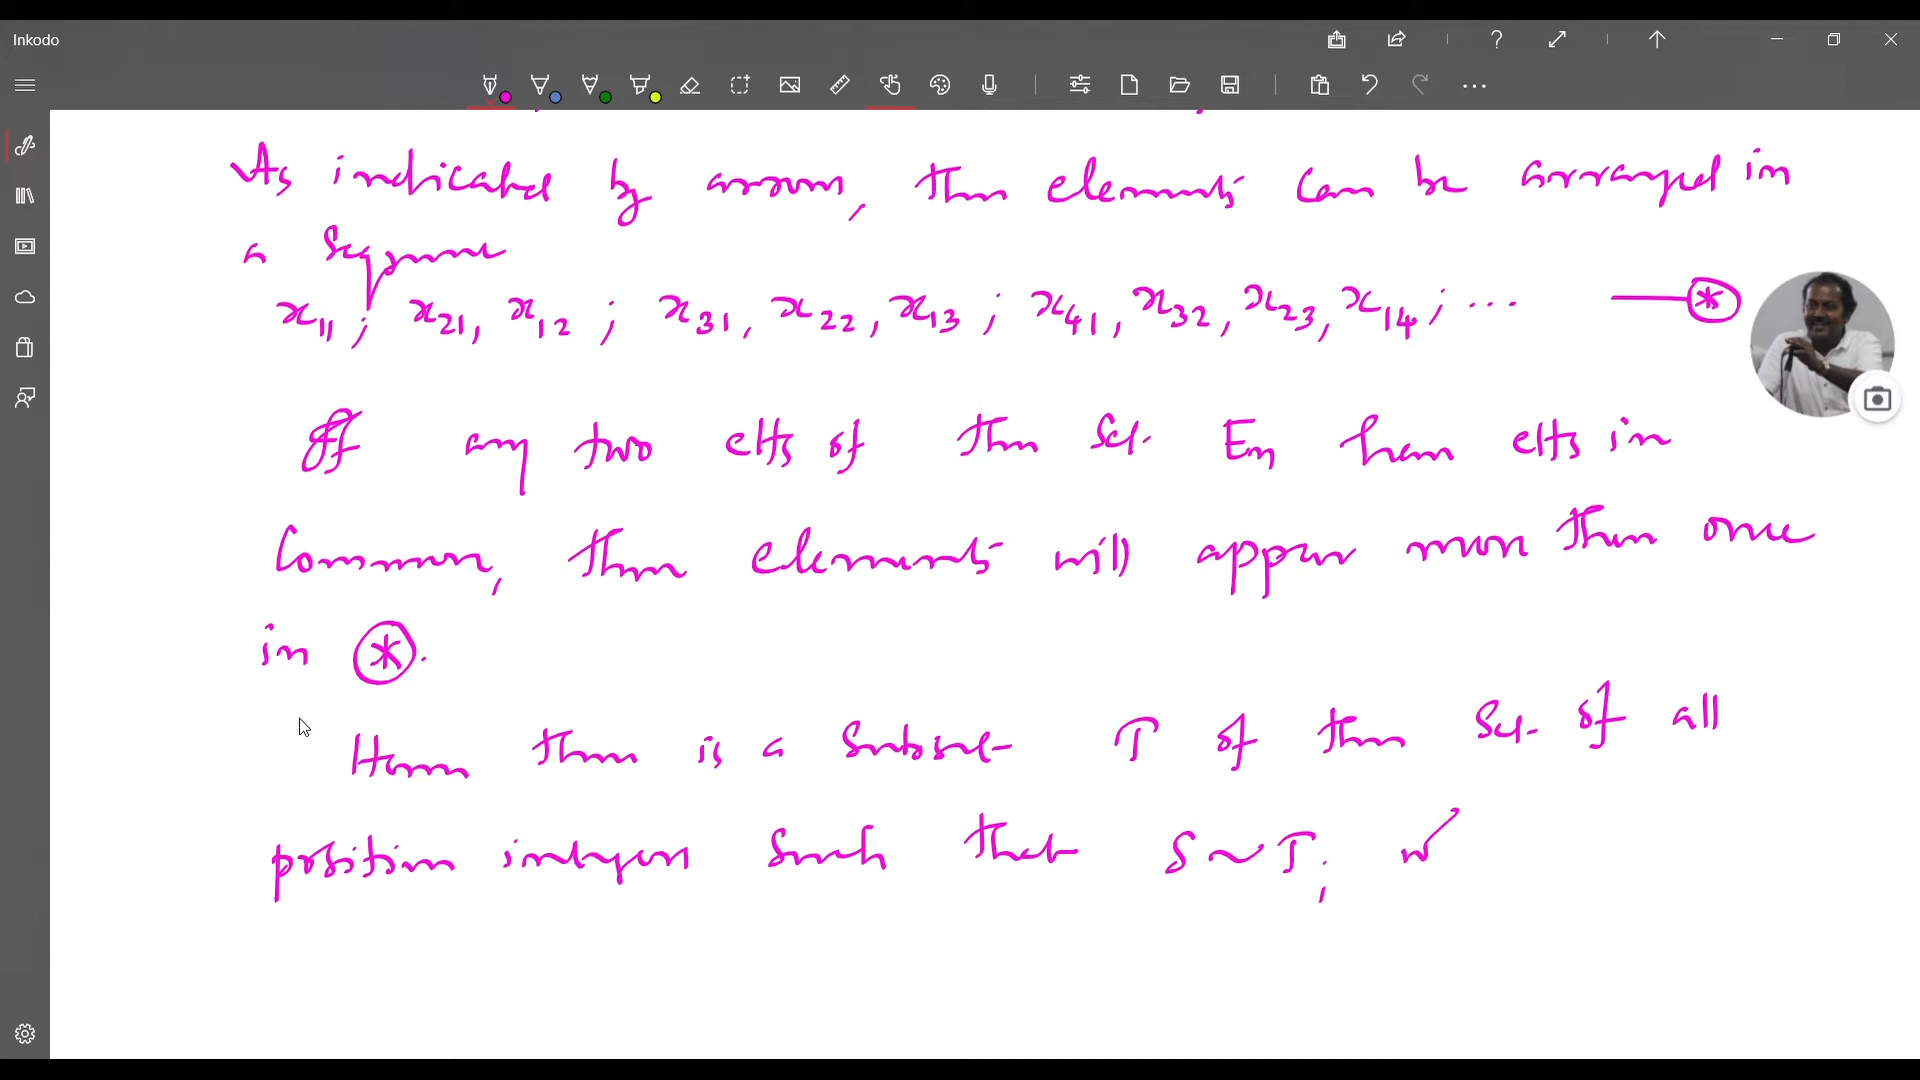 Inkodo
As indicated by arrows, these elements can be arranged in
a sequence
x11; x21, x12; x31, x22, x13; x41, x32, x23, x14; ... —— *
If any two elts of the set En have elts in
Common, these elements will appear more than once
in *.
Hence there is a subset T of the set of all
positive integers such that S ~ T,